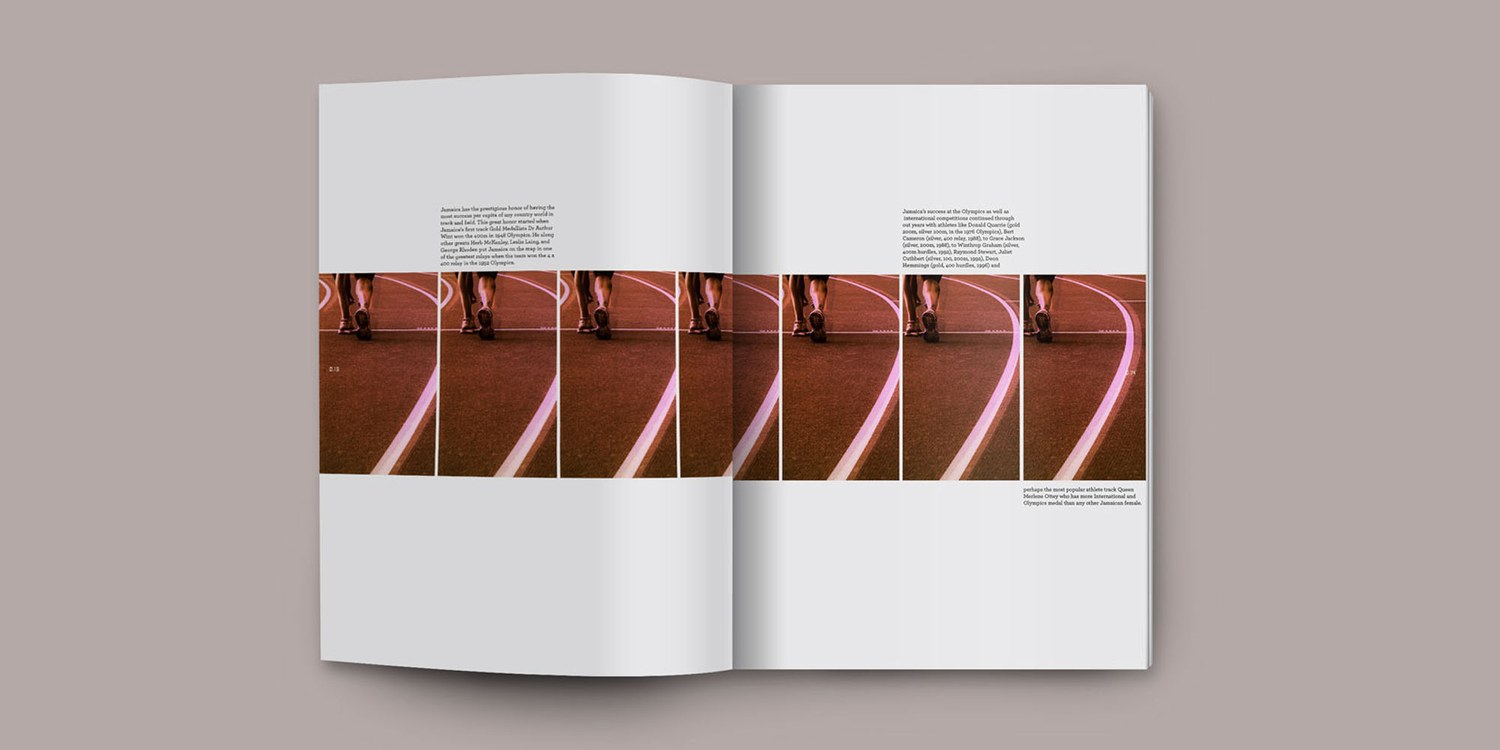 Jamaica has the prestigious honor of having the
most success per capita of any country world in
track and field. This great honor started when
Jamaica's first track Gold Medallists Dr Arthur
Wint won the 400m in 1948 Olympics. He along
other greats Herb McKenley, Leslie Laing, and
George Rhoden put Jamaica on the map in one
of the greatest relays when the team won the 4 x
400 relay in the 1952 Olympics.
Jamaica's success at the Olympics as well as
international competitions continued through
out years with athletes like Donald Quarrie (gold
200m, silver 100m, in the 1976 Olympics), Bert
Cameron (silver, 400 relay, 1988), to Grace Jackson
(silver, 200m, 1988), to Winthrop Graham (silver,
400m hurdles, 1992), Raymond Stewart, Juliet
Cuthbert (silver, 100, 200m, 1992), Deon
Hemmings (gold, 400 hurdles, 1996) and
0.13
0.14
perhaps the most popular athlete track Queen
Merlene Ottey who has more International and
Olympics medal than any other Jamaican female.